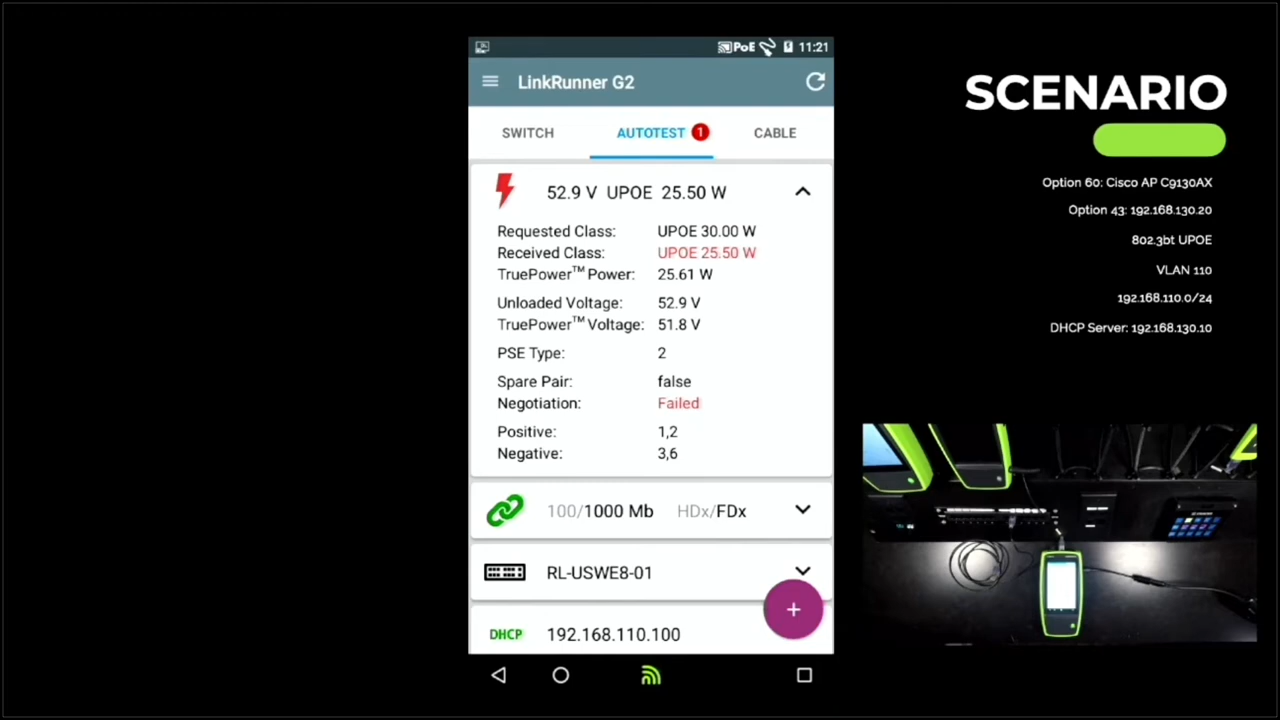 PoE 11:21
LinkRunner G2
SWITCH AUTOTEST 1 CABLE
52.9 V UPOE 25.50 W
Requested Class: UPOE 30.00 W
Received Class: UPOE 25.50 W
TruePower™ Power: 25.61 W
Unloaded Voltage: 52.9 V
TruePower™ Voltage: 51.8 V
PSE Type: 2
Spare Pair: false
Negotiation: Failed
Positive: 1,2
Negative: 3,6
100/1000 Mb HDx/FDx
RL-USWE8-01
+
DHCP 192.168.110.100
SCENARIO
Option 60: Cisco AP C9130AX
Option 43: 192.168.130.20
802.3bt UPOE
VLAN 110
192.168.110.0/24
DHCP Server: 192.168.130.10